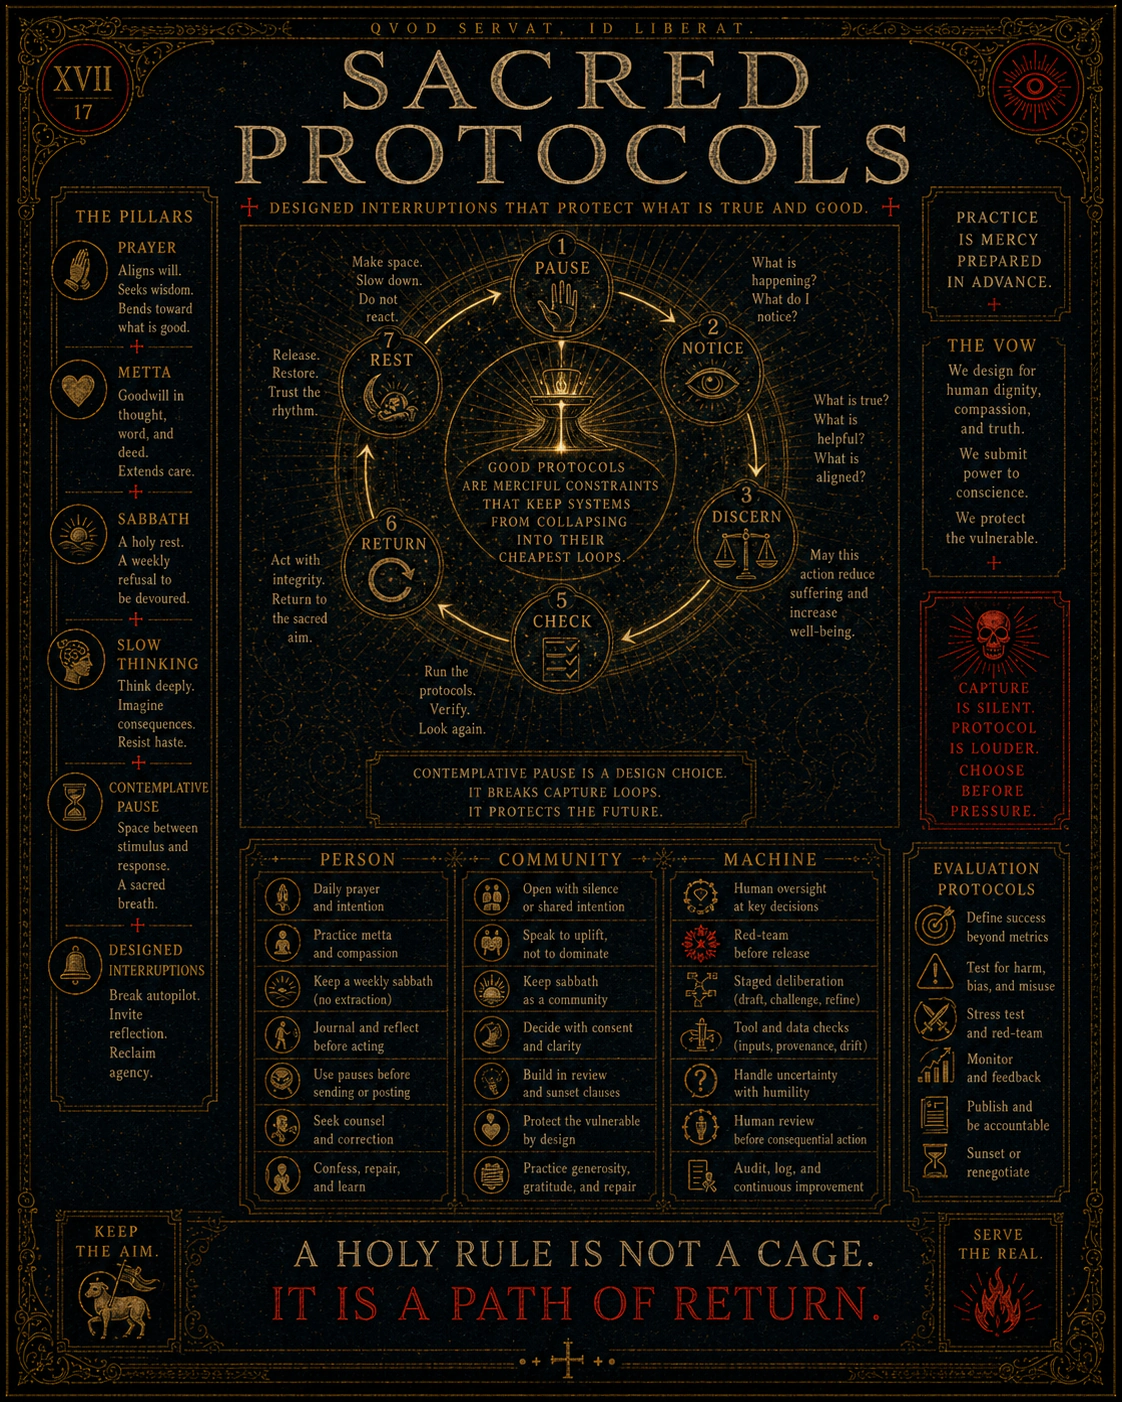 QVOD SERVAT, ID LIBERAT.
XVII
17
SACRED
PROTOCOLS
DESIGNED INTERRUPTIONS THAT PROTECT WHAT IS TRUE AND GOOD.
THE PILLARS
PRAYER
Aligns will.
Seeks wisdom.
Bends toward
what is good.
METTA
Goodwill in
thought,
word, and
deed.
Extends care.
SABBATH
A holy rest.
A weekly
refusal to
be devoured.
SLOW
THINKING
Think deeply.
Imagine
consequences.
Resist haste.
CONTEMPLATIVE
PAUSE
Space between
stimulus and
response.
A sacred
breath.
DESIGNED
INTERRUPTIONS
Break autopilot.
Invite
reflection.
Reclaim
agency.
1
PAUSE
Make space.
Slow down.
Do not
react.
2
NOTICE
What is
happening?
What do I
notice?
3
DISCERN
What is true?
What is
helpful?
What is
aligned?
May this
action reduce
suffering and
increase
well-being.
5
CHECK
Run the
protocols.
Verify.
Look again.
6
RETURN
Act with
integrity.
Return to
the sacred
aim.
7
REST
Release.
Restore.
Trust the
rhythm.
GOOD PROTOCOLS
ARE MERCIFUL CONSTRAINTS
THAT KEEP SYSTEMS
FROM COLLAPSING
INTO THEIR
CHEAPEST LOOPS.
CONTEMPLATIVE PAUSE IS A DESIGN CHOICE.
IT BREAKS CAPTURE LOOPS.
IT PROTECTS THE FUTURE.
PRACTICE
IS MERCY
PREPARED
IN ADVANCE.
THE VOW
We design for
human dignity,
compassion,
and truth.
We submit
power to
conscience.
We protect
the vulnerable.
CAPTURE
IS SILENT.
PROTOCOL
IS LOUDER.
CHOOSE
BEFORE
PRESSURE.
PERSON
Daily prayer
and intention
Practice metta
and compassion
Keep a weekly sabbath
(no extraction)
Journal and reflect
before acting
Use pauses before
sending or posting
Seek counsel
and correction
Confess, repair,
and learn
COMMUNITY
Open with silence
or shared intention
Speak to uplift,
not to dominate
Keep sabbath
as a community
Decide with consent
and clarity
Build in review
and sunset clauses
Protect the vulnerable
by design
Practice generosity,
gratitude, and repair
MACHINE
Human oversight
at key decisions
Red-team
before release
Staged deliberation
(draft, challenge, refine)
Tool and data checks
(inputs, provenance, drift)
Handle uncertainty
with humility
Human review
before consequential action
Audit, log, and
continuous improvement
EVALUATION
PROTOCOLS
Define success
beyond metrics
Test for harm,
bias, and misuse
Stress test
and red-team
Monitor
and feedback
Publish and
be accountable
Sunset or
renegotiate
KEEP
THE AIM.
A HOLY RULE IS NOT A CAGE.
IT IS A PATH OF RETURN.
SERVE
THE REAL.